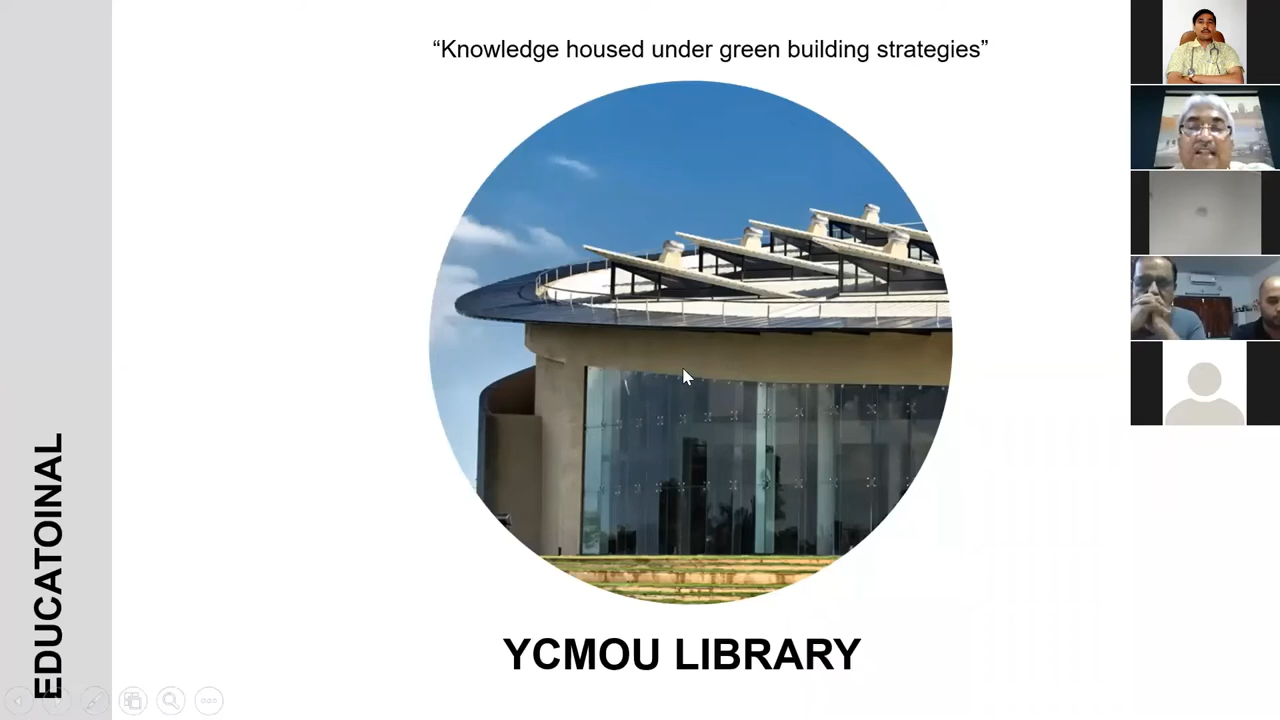 “Knowledge housed under green building strategies”
YCMOU LIBRARY
EDUCATOINAL